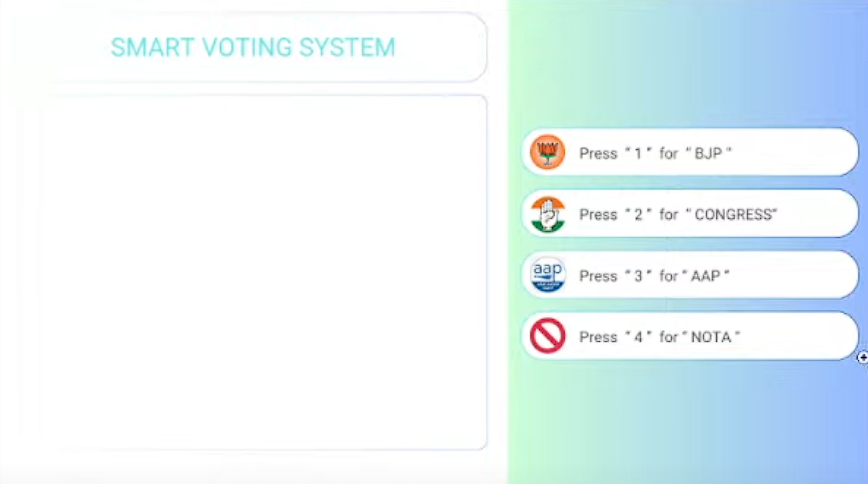 SMART VOTING SYSTEM
Press “ 1 ” for “ BJP ”
Press “ 2 ” for “ CONGRESS”
aap
Press “ 3 ” for “ AAP ”
Press “ 4 ” for “ NOTA ”